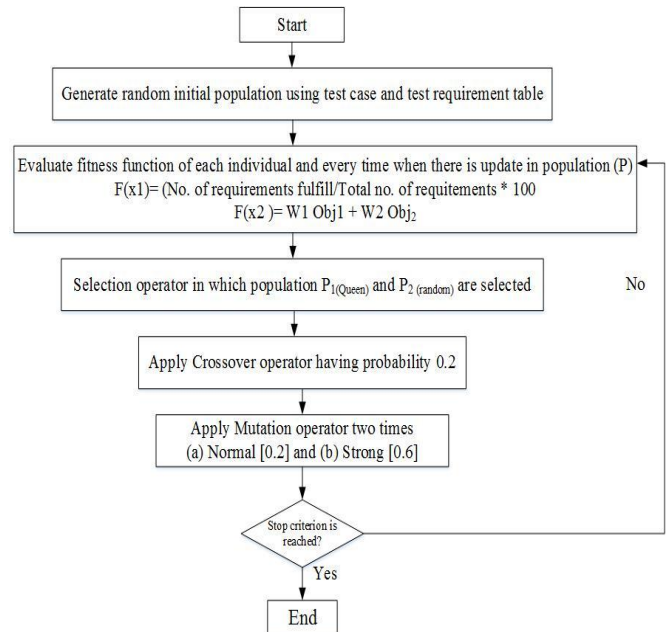 Start
Generate random initial population using test case and test requirement table
Evaluate fitness function of each individual and every time when there is update in population (P)
F(x1)= (No. of requirements fulfill/Total no. of requitements * 100
F(x2 )= W1 Obj1 + W2 Obj₂
Selection operator in which population P₁(Queen) and P₂ (random) are selected
No
Apply Crossover operator having probability 0.2
Apply Mutation operator two times
(a) Normal [0.2] and (b) Strong [0.6]
Stop criterion is
reached?
Yes
End